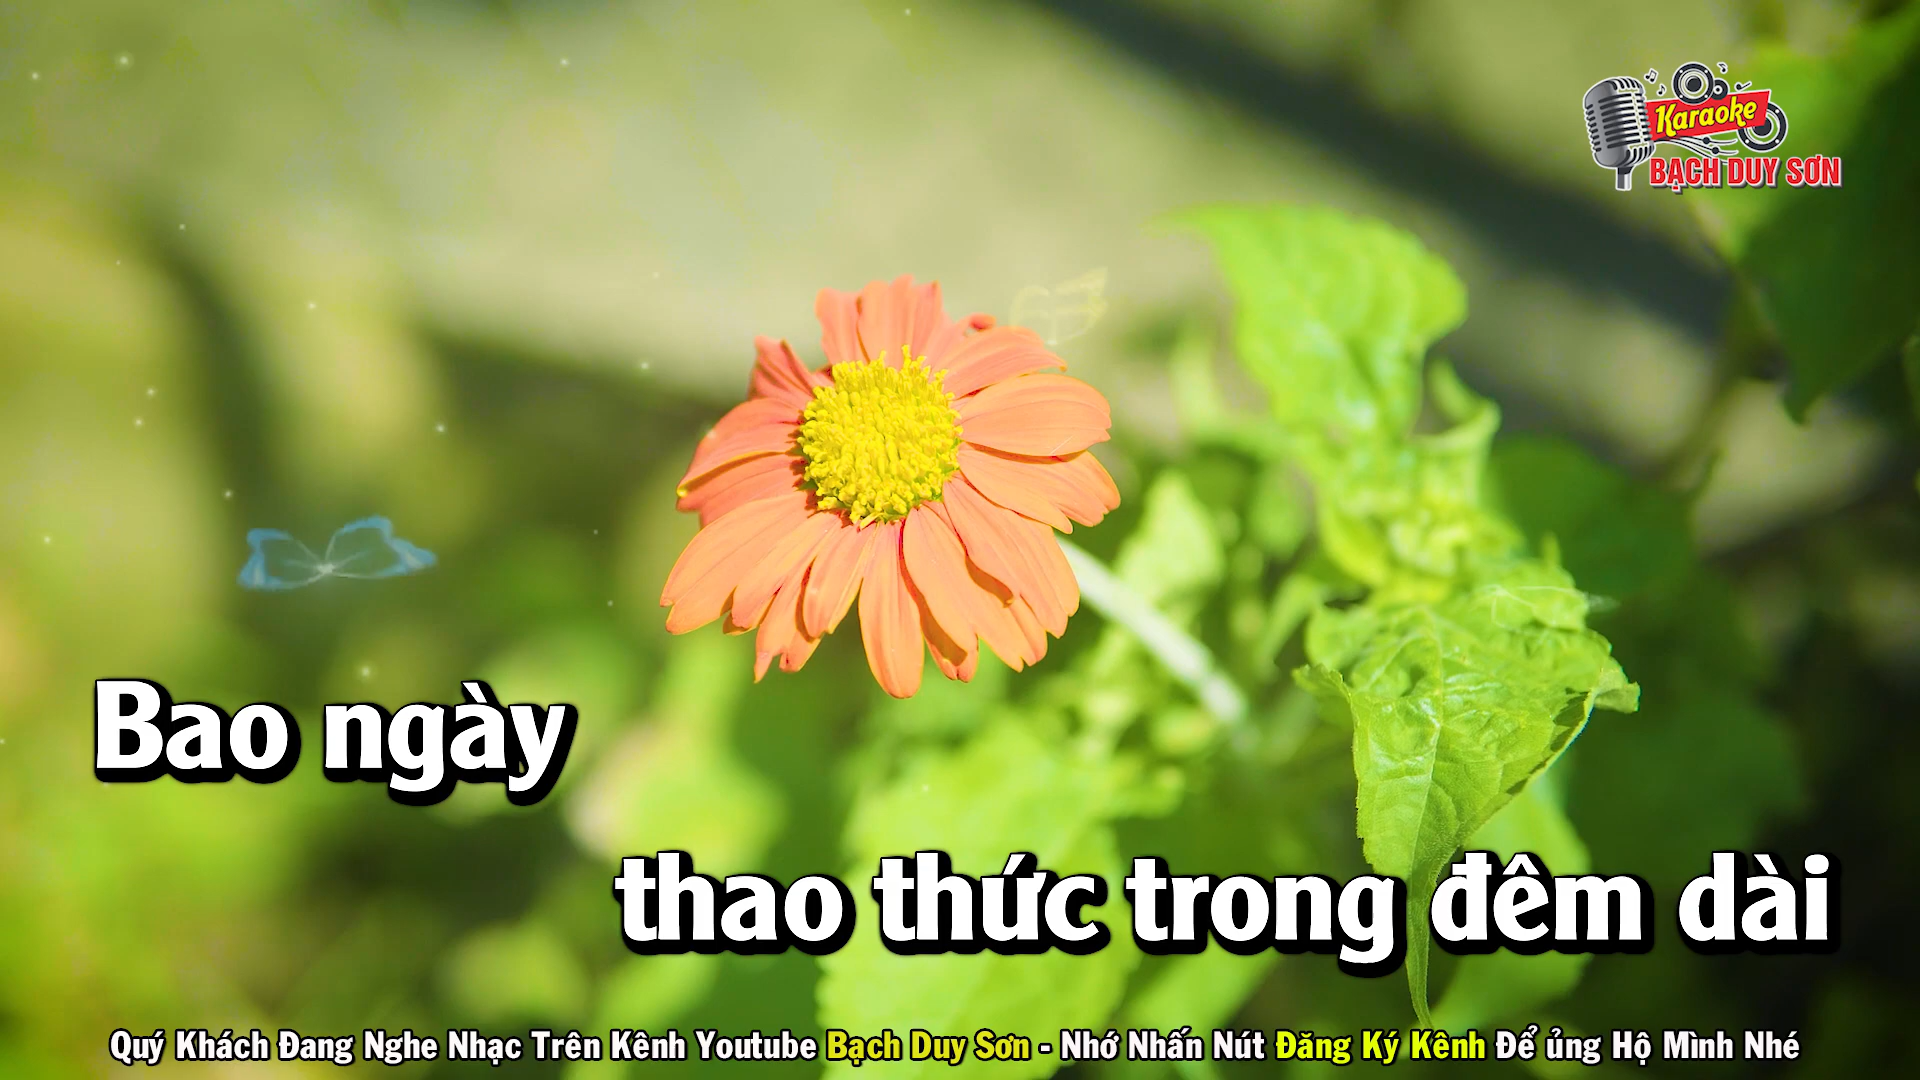 Karaoke
BẠCH DUY SƠN
Bao ngày
thao thức trong đêm dài
Quý Khách Đang Nghe Nhạc Trên Kênh Youtube Bạch Duy Sơn - Nhớ Nhấn Nút Đăng Ký Kênh Để ủng Hộ Mình Nhé